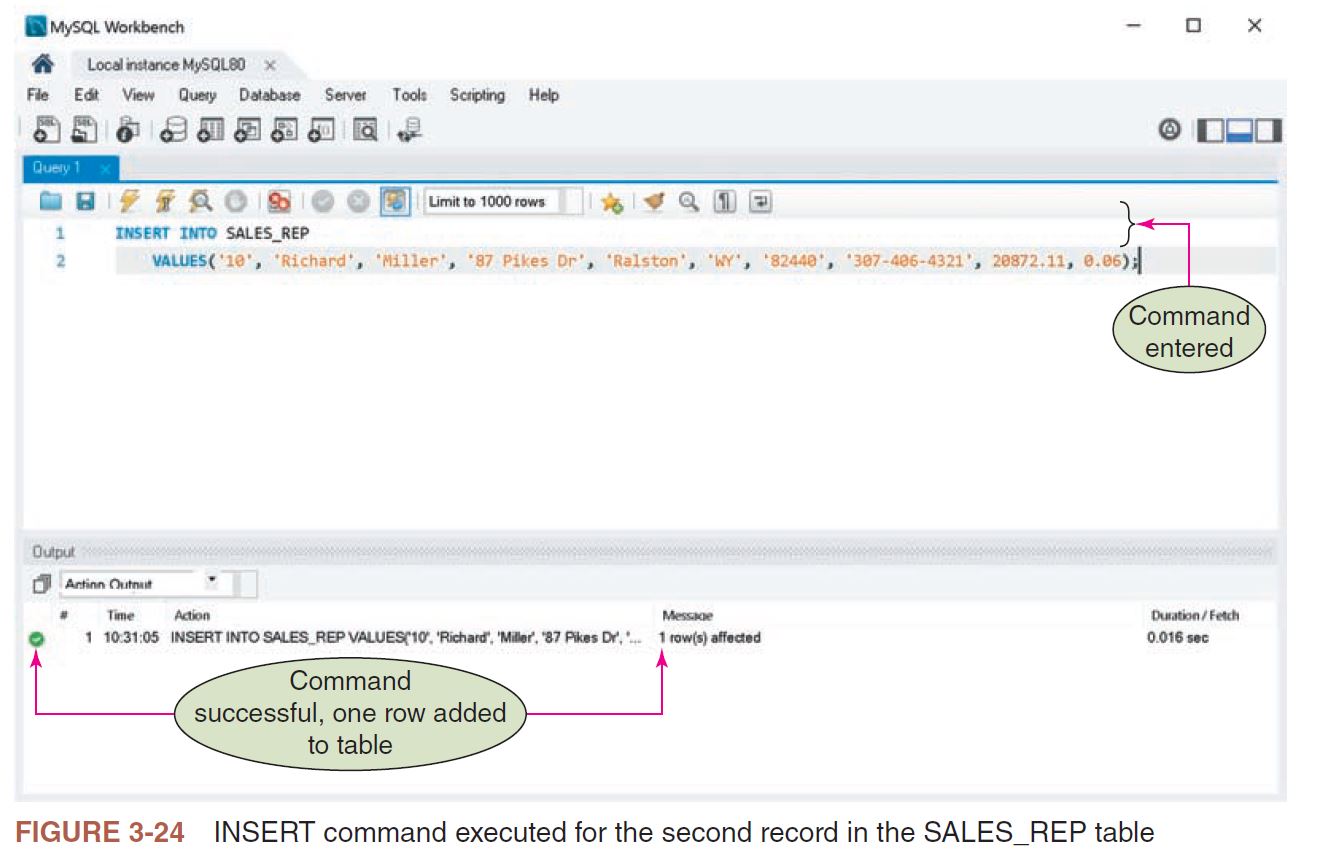 MySQL Workbench
Local instance MySQL80
File Edit View Query Database Server Tools Scripting Help
Query 1
Limit to 1000 rows
1 INSERT INTO SALES_REP
2 VALUES('10', 'Richard', 'Miller', '87 Pikes Dr', 'Ralston', 'WY', '82440', '307-406-4321', 20872.11, 0.06);
Command
entered
Output
Action Output
# Time Action Message Duration / Fetch
1 10:31:05 INSERT INTO SALES_REP VALUES('10', 'Richard', 'Miller', '87 Pikes Dr', '... 1 row(s) affected 0.016 sec
Command
successful, one row added
to table
FIGURE 3-24 INSERT command executed for the second record in the SALES_REP table